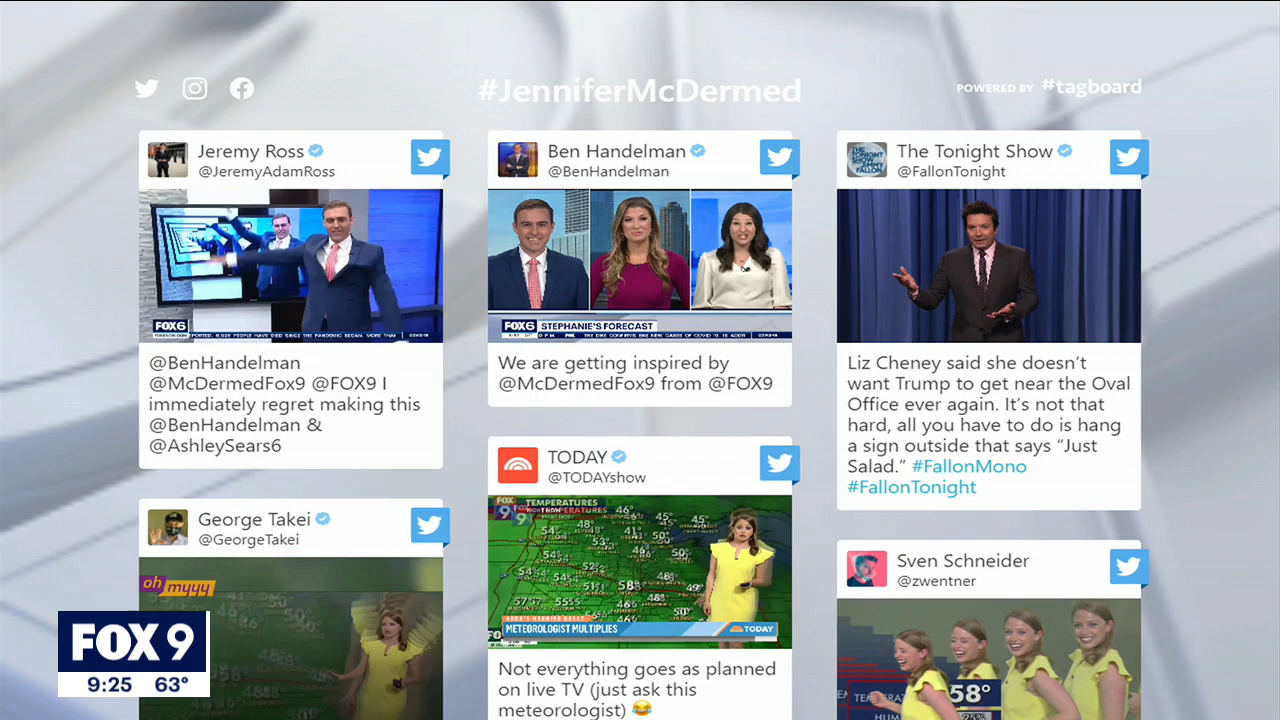 #JenniferMcDermed
POWERED BY #tagboard
Jeremy Ross
@JeremyAdamRoss
FOX6
@BenHandelman
@McDermedFox9 @FOX9 I
immediately regret making this
@BenHandelman &
@AshleySears6
George Takei
@GeorgeTakei
oh
myyy
Ben Handelman
@BenHandelman
FOX6 STEPHANIE'S FORECAST
We are getting inspired by
@McDermedFox9 from @FOX9
TODAY
@TODAYshow
TEMPERATURES
METEOROLOGIST MULTIPLIES
TODAY
Not everything goes as planned
on live TV (just ask this
meteorologist) 😂
The Tonight Show
@FallonTonight
Liz Cheney said she doesn't
want Trump to get near the Oval
Office ever again. It's not that
hard, all you have to do is hang
a sign outside that says "Just
Salad." #FallonMono
#FallonTonight
Sven Schneider
@zwentner
58°
FOX 9
9:25 63°